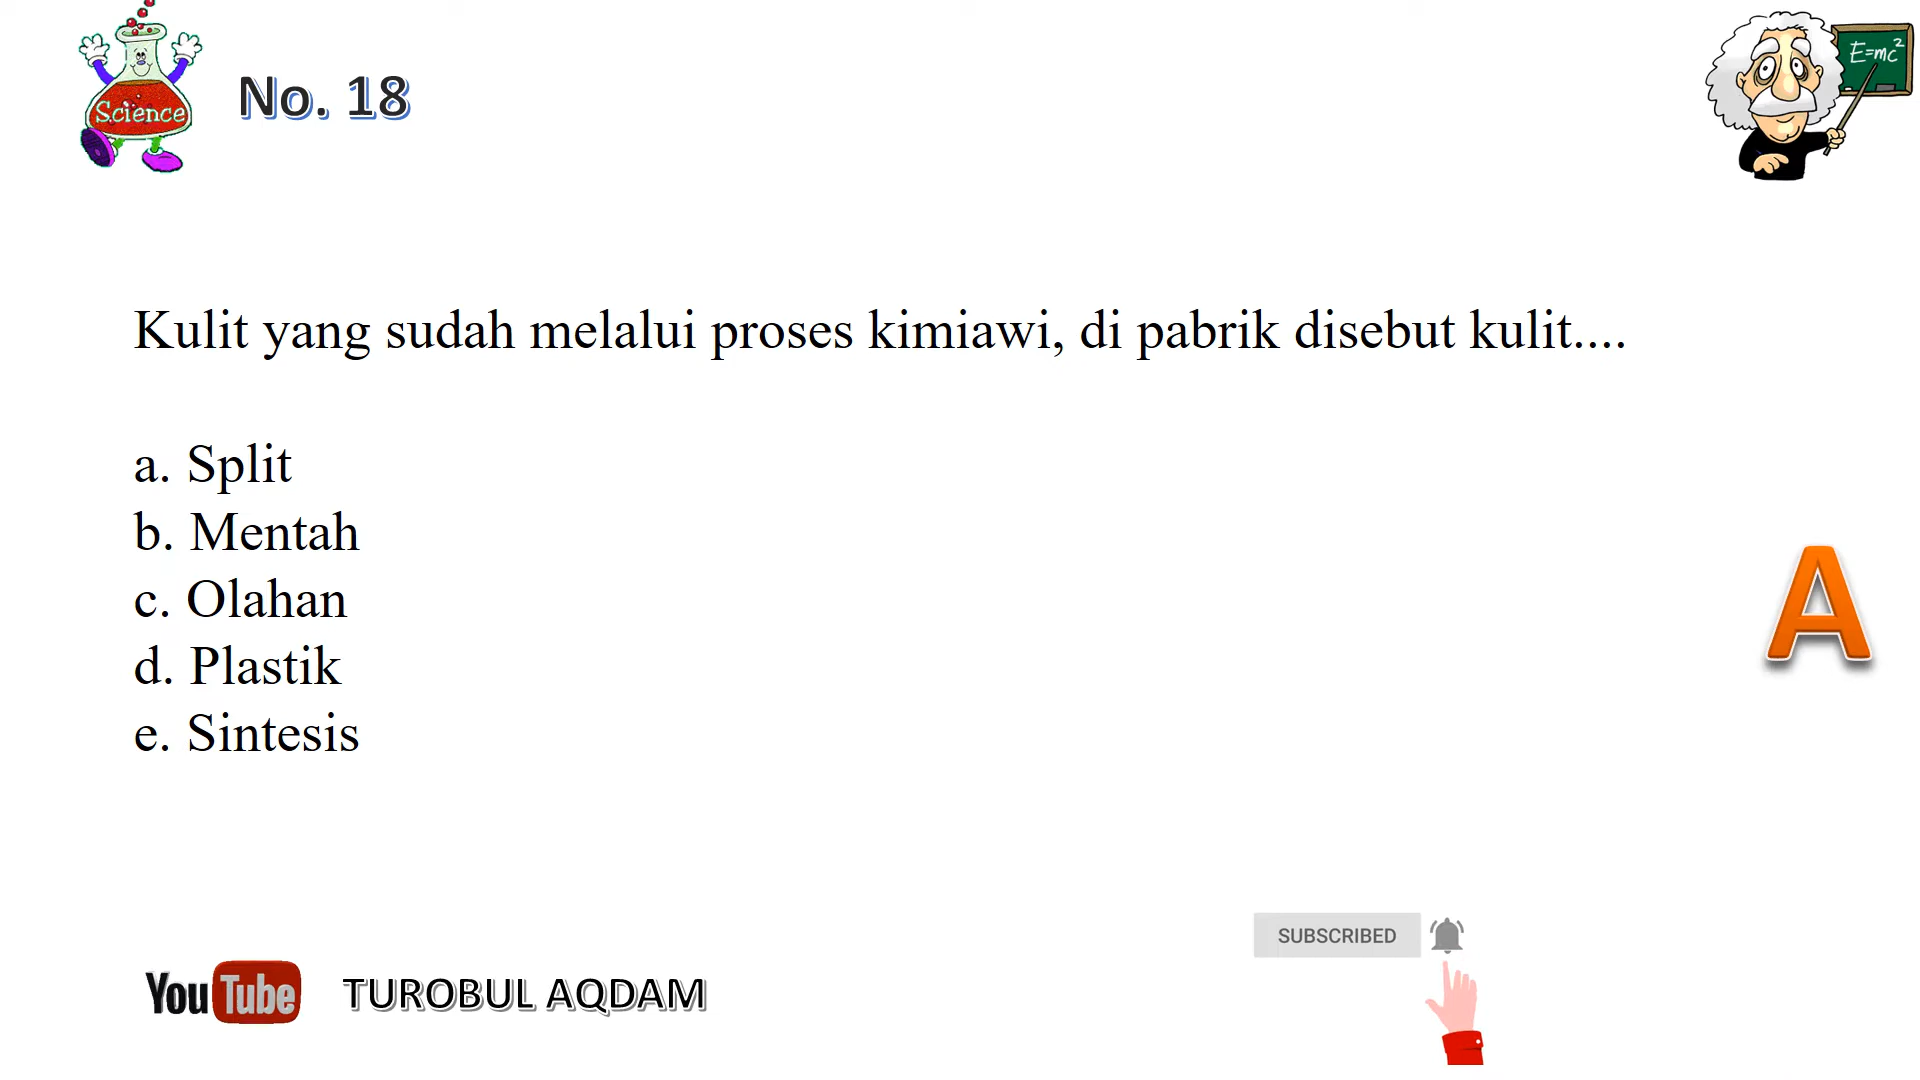 Science
No. 18
E=mc²
Kulit yang sudah melalui proses kimiawi, di pabrik disebut kulit....
a. Split
b. Mentah
c. Olahan
d. Plastik
e. Sintesis
A
SUBSCRIBED
YouTube TUROBUL AQDAM